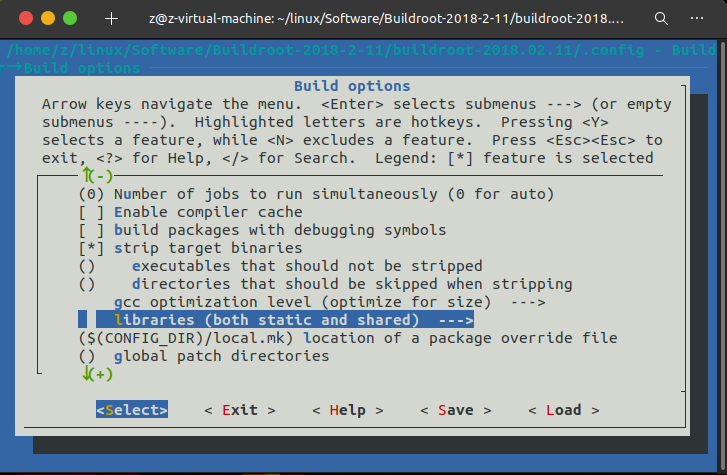 z@z-virtual-machine: ~/linux/Software/Buildroot-2018-2-11/buildroot-2018....
/home/z/linux/Software/Buildroot-2018-2-11/buildroot-2018.02.11/.config - Build
r→Build options
Build options
Arrow keys navigate the menu.  <Enter> selects submenus ---> (or empty
submenus ----).  Highlighted letters are hotkeys.  Pressing <Y>
selects a feature, while <N> excludes a feature.  Press <Esc><Esc> to
exit, <?> for Help, </> for Search.  Legend: [*] feature is selected
↑(-)
(0) Number of jobs to run simultaneously (0 for auto)
[ ] Enable compiler cache
[ ] build packages with debugging symbols
[*] strip target binaries
()    executables that should not be stripped
()    directories that should be skipped when stripping
gcc optimization level (optimize for size)  --->
libraries (both static and shared)  --->
($(CONFIG_DIR)/local.mk) location of a package override file
()  global patch directories
↓(+)
<Select>    < Exit >    < Help >    < Save >    < Load >